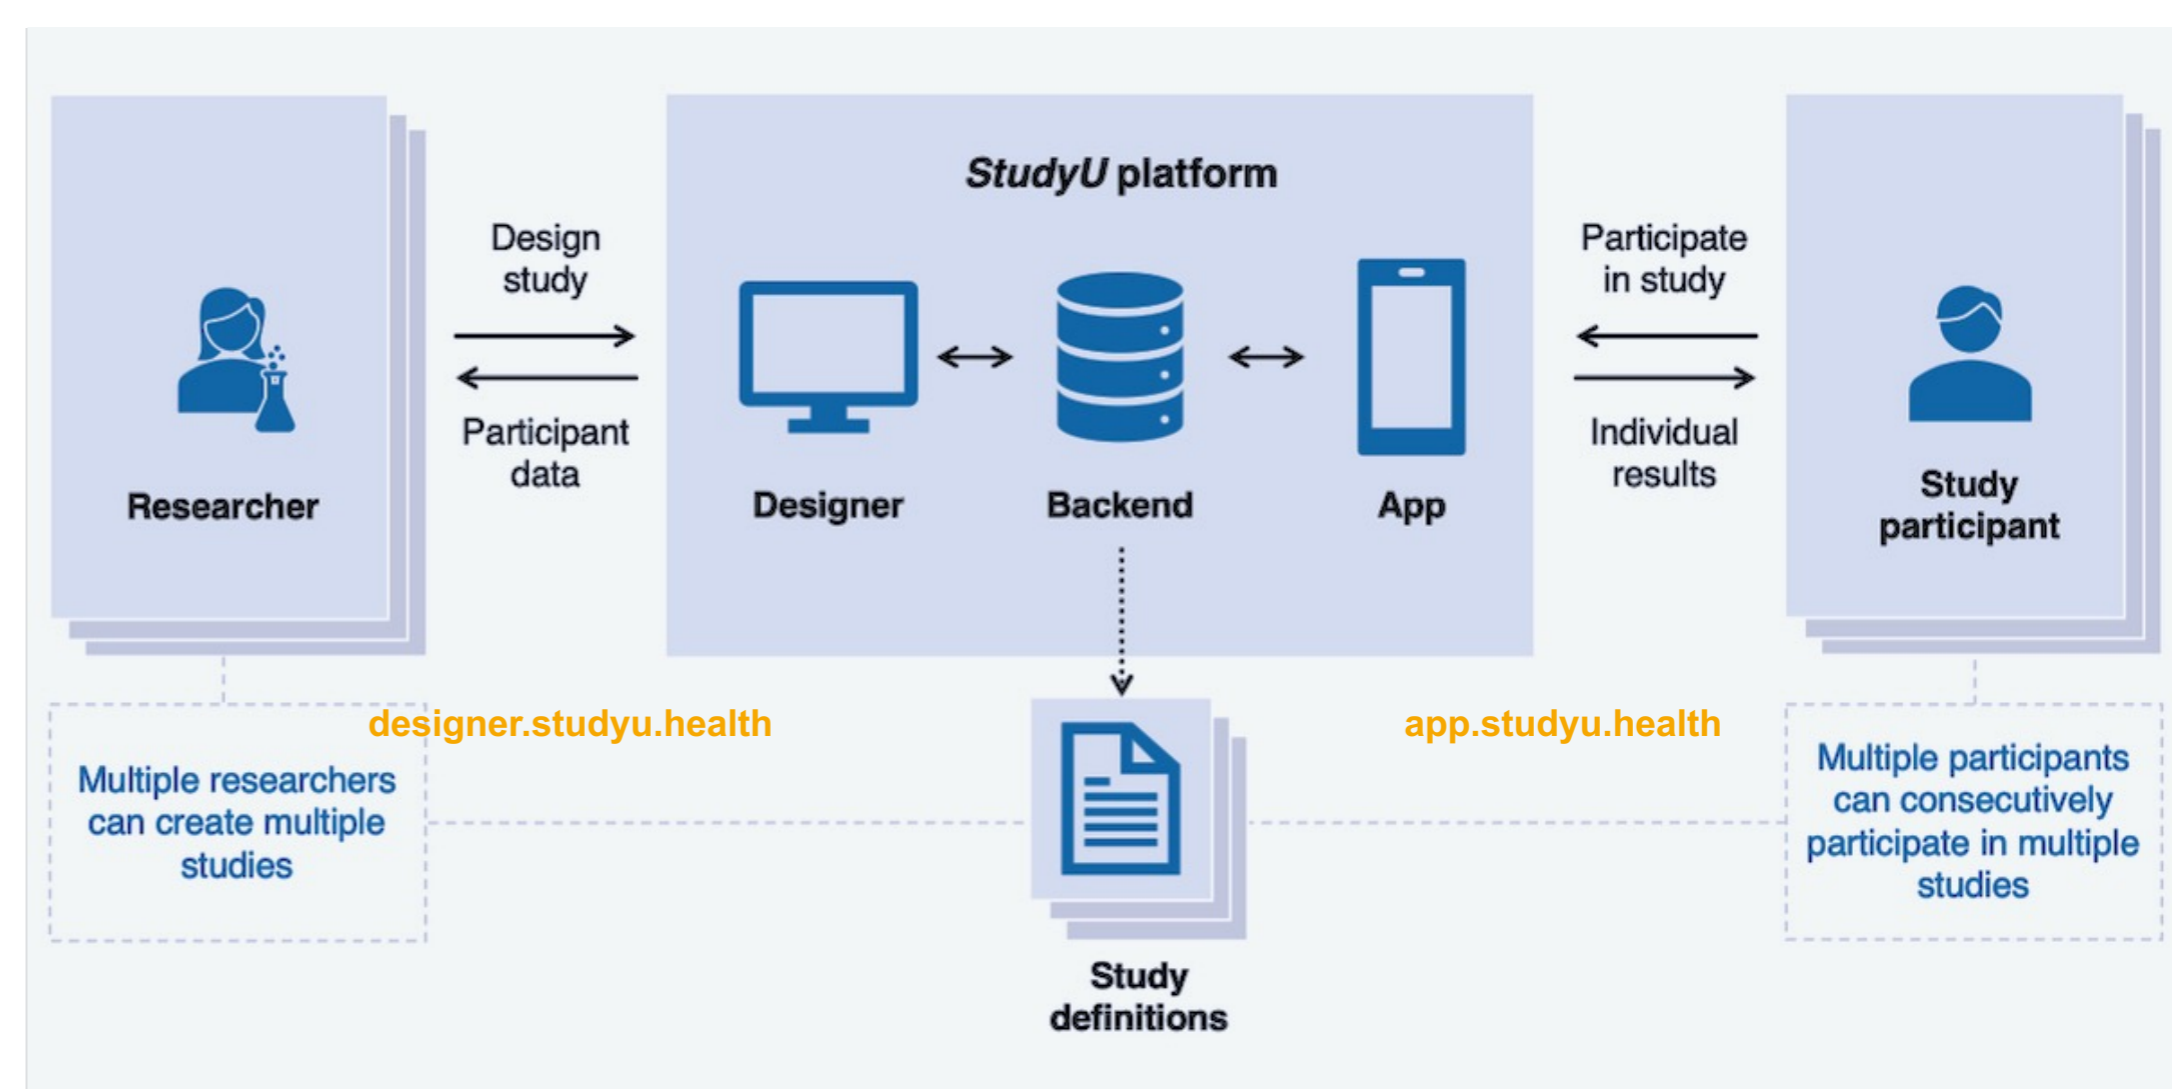 StudyU platform
Design
study
Participant
data
Researcher
Designer
Backend
App
Participate
in study
Individual
results
Study
participant
designer.studyu.health
app.studyu.health
Multiple researchers
can create multiple
studies
Multiple participants
can consecutively
participate in multiple
studies
Study
definitions